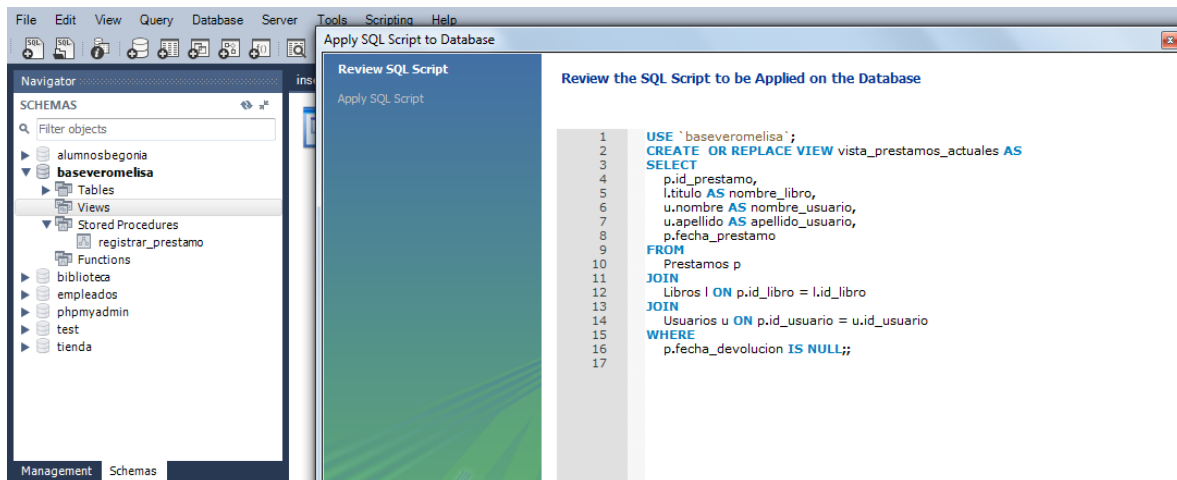 File Edit View Query Database Server Tools Scripting Help
SQL SQL
Apply SQL Script to Database
Navigator
SCHEMAS
Filter objects
alumnosbegonia
baseveromelisa
Tables
Views
Stored Procedures
registrar_prestamo
Functions
biblioteca
empleados
phpmyadmin
test
tienda
Management Schemas
inse
Review SQL Script
Apply SQL Script
Review the SQL Script to be Applied on the Database
1 USE `baseveromelisa`;
2 CREATE  OR REPLACE VIEW vista_prestamos_actuales AS
3 SELECT
4 p.id_prestamo,
5 l.titulo AS nombre_libro,
6 u.nombre AS nombre_usuario,
7 u.apellido AS apellido_usuario,
8 p.fecha_prestamo
9 FROM
10 Prestamos p
11 JOIN
12 Libros l ON p.id_libro = l.id_libro
13 JOIN
14 Usuarios u ON p.id_usuario = u.id_usuario
15 WHERE
16 p.fecha_devolucion IS NULL;;
17